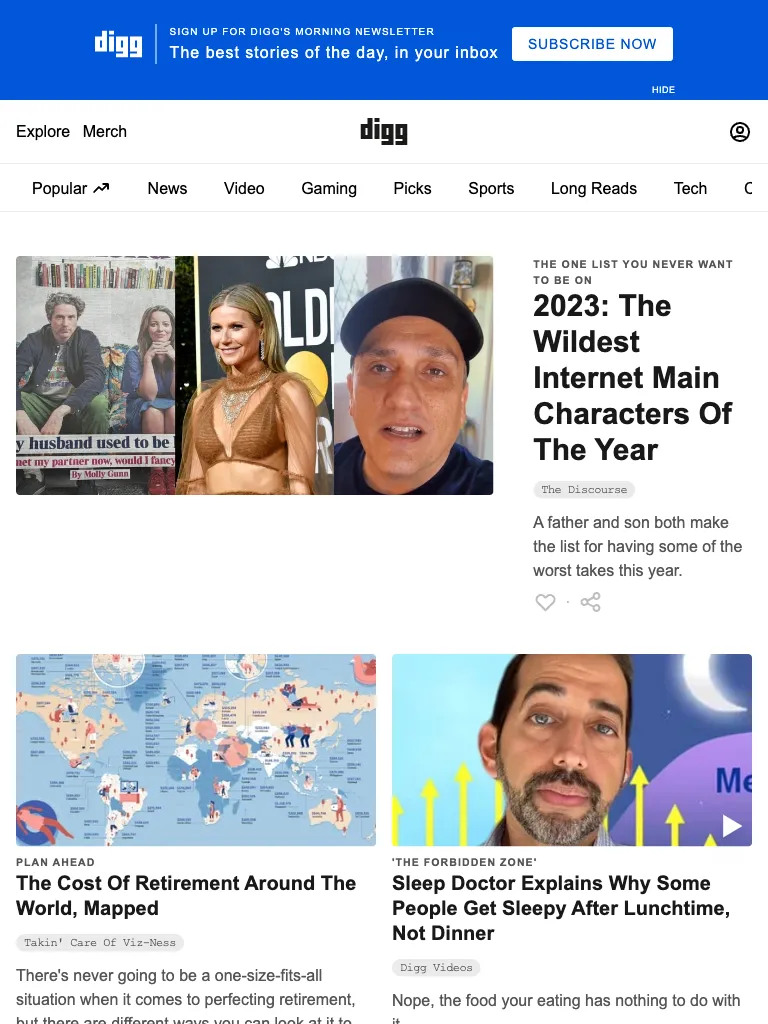 digg
SIGN UP FOR DIGG'S MORNING NEWSLETTER
The best stories of the day, in your inbox
SUBSCRIBE NOW
HIDE
Explore
Merch
digg
Popular
News
Video
Gaming
Picks
Sports
Long Reads
Tech
y husband used to be
met my partner now, would I fancy
By Molly Gunn
THE ONE LIST YOU NEVER WANT
TO BE ON
2023: The
Wildest
Internet Main
Characters Of
The Year
The Discourse
A father and son both make
the list for having some of the
worst takes this year.
Me
PLAN AHEAD
The Cost Of Retirement Around The
World, Mapped
Takin' Care Of Viz-Ness
There's never going to be a one-size-fits-all
situation when it comes to perfecting retirement,
but there are different ways you can look at it to
'THE FORBIDDEN ZONE'
Sleep Doctor Explains Why Some
People Get Sleepy After Lunchtime,
Not Dinner
Digg Videos
Nope, the food your eating has nothing to do with
it